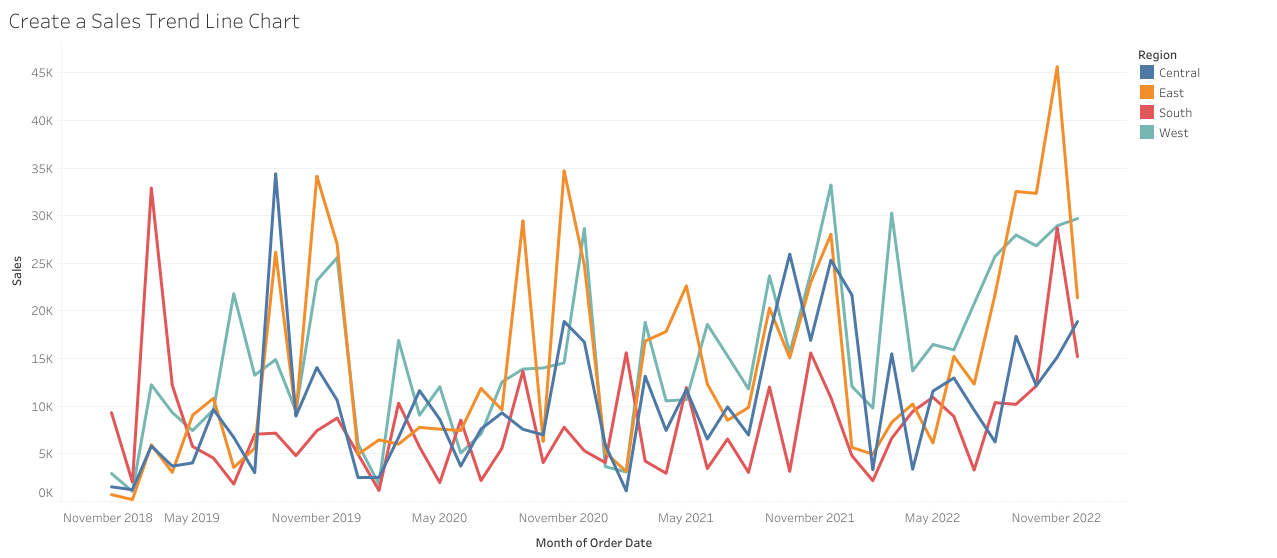 Create a Sales Trend Line Chart
Region
Central
East
South
West
45K
40K
35K
30K
25K
20K
15K
10K
5K
0K
Sales
November 2018 May 2019 November 2019 May 2020 November 2020 May 2021 November 2021 May 2022 November 2022
Month of Order Date